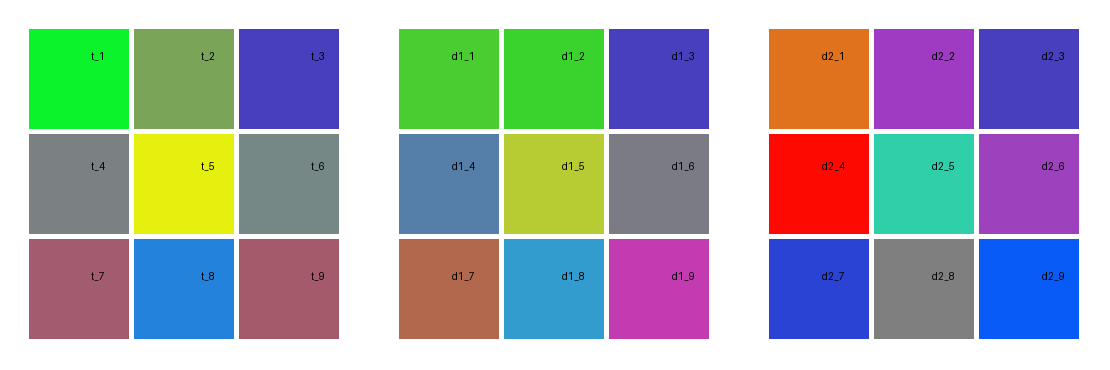 t_1 t_2 t_3 d1_1 d1_2 d1_3 d2_1 d2_2 d2_3
t_4 t_5 t_6 d1_4 d1_5 d1_6 d2_4 d2_5 d2_6
t_7 t_8 t_9 d1_7 d1_8 d1_9 d2_7 d2_8 d2_9